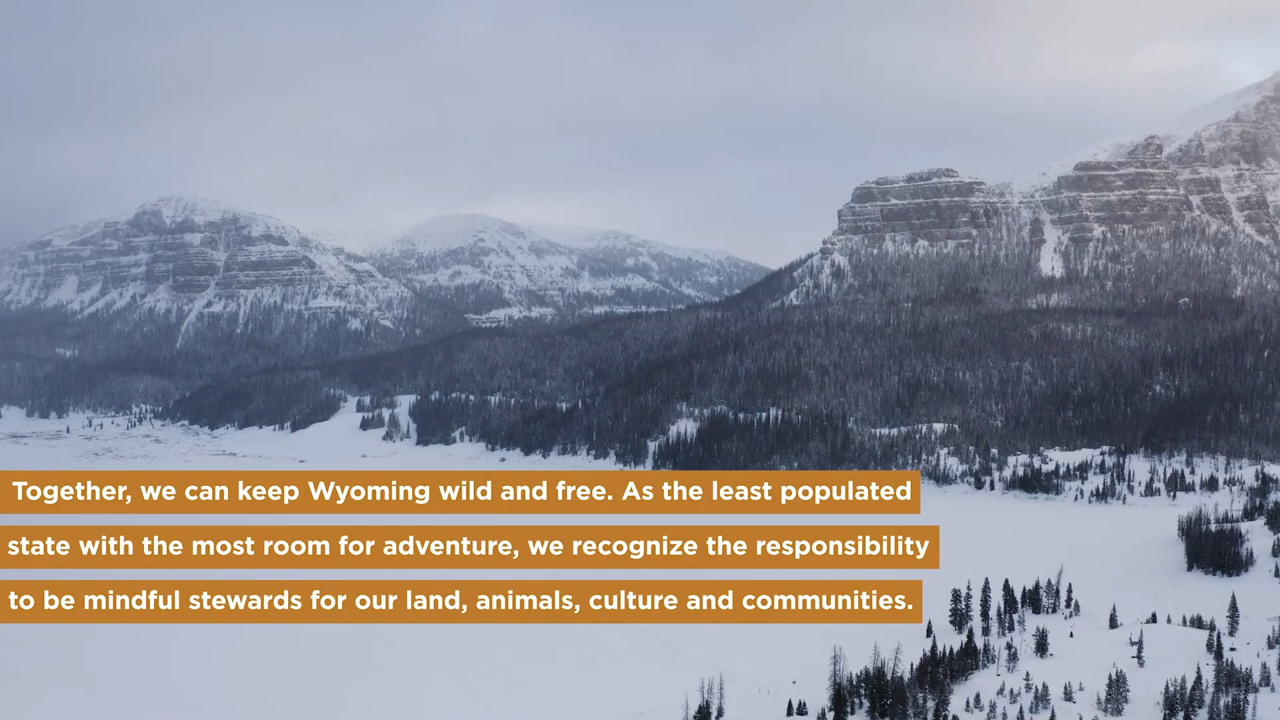 Together, we can keep Wyoming wild and free. As the least populated
state with the most room for adventure, we recognize the responsibility
to be mindful stewards for our land, animals, culture and communities.